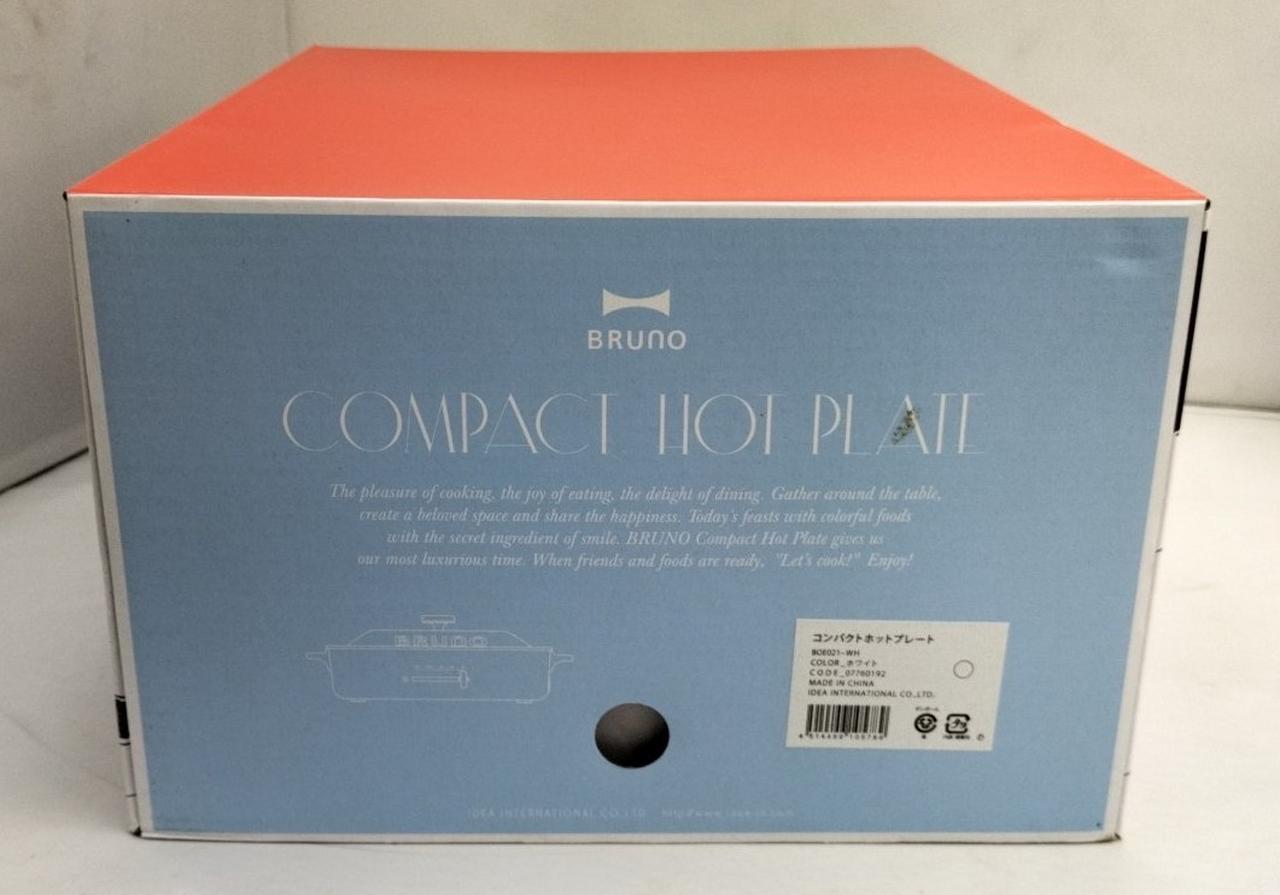 BRUNO
COMPACT HOT PLATE
The pleasure of cooking, the joy of eating, the delight of dining. Gather around the table,
create a beloved space and share the happiness. Today's feasts with colorful foods
with the secret ingredient of smile. BRUNO Compact Hot Plate gives us
our most luxurious time. When friends and foods are ready, "Let's cook!" Enjoy!
BRUNO
コンパクトホットプレート
BOE021-WH
COLOR_ホワイト
CODE_07760192
MADE IN CHINA
IDEA INTERNATIONAL CO.,LTD.
IDEA INTERNATIONAL CO.,LTD.